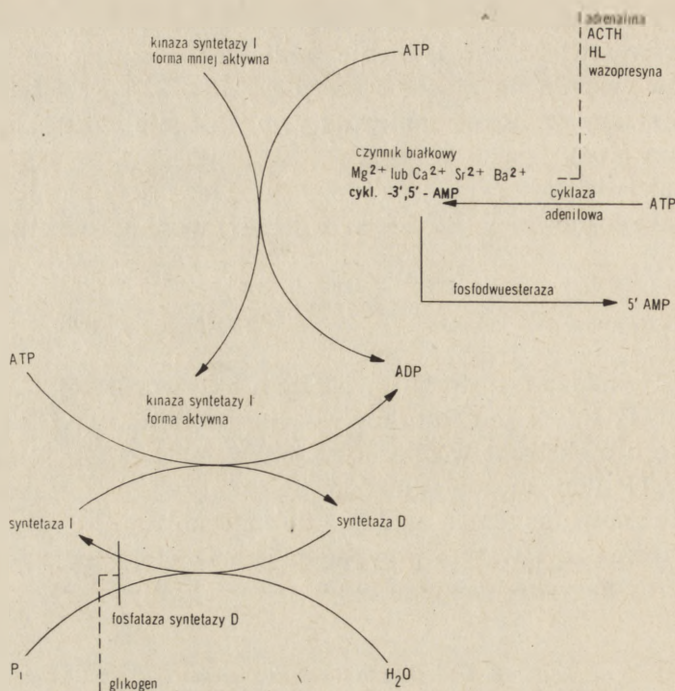 adrenalina
ACTH
HL
wazopresyna
kinaza syntetazy I
forma mniej aktywna
ATP
czynnik białkowy
Mg²⁺ lub Ca²⁺ Sr²⁺ Ba²⁺
cykl. -3',5' - AMP
cyklaza
adenilowa
ATP
fosfodwuesteraza
5' AMP
ATP
ADP
kinaza syntetazy I
forma aktywna
syntetaza I
syntetaza D
fosfataza syntetazy D
P₁
H₂O
glikogen